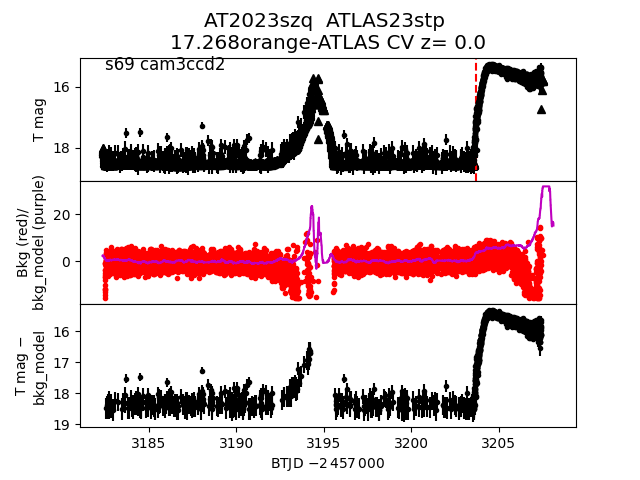 AT2023szq  ATLAS23stp
17.268orange-ATLAS CV z= 0.0
s69 cam3ccd2
T mag
16
18
Bkg (red)/
bkg_model (purple)
20
0
T mag −
bkg_model
16
17
18
19
3185 3190 3195 3200 3205
BTJD −2 457 000